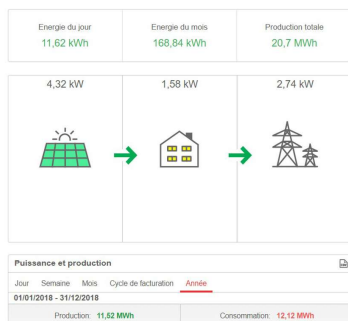 Energie du jour
11,62 kWh
Energie du mois
168,84 kWh
Production totale
20,7 MWh
4,32 kW
1,58 kW
2,74 kW
Puissance et production
Jour Semaine Mois Cycle de facturation Année
01/01/2018 - 31/12/2018
Production: 11,52 MWh
Consommation: 12,12 MWh